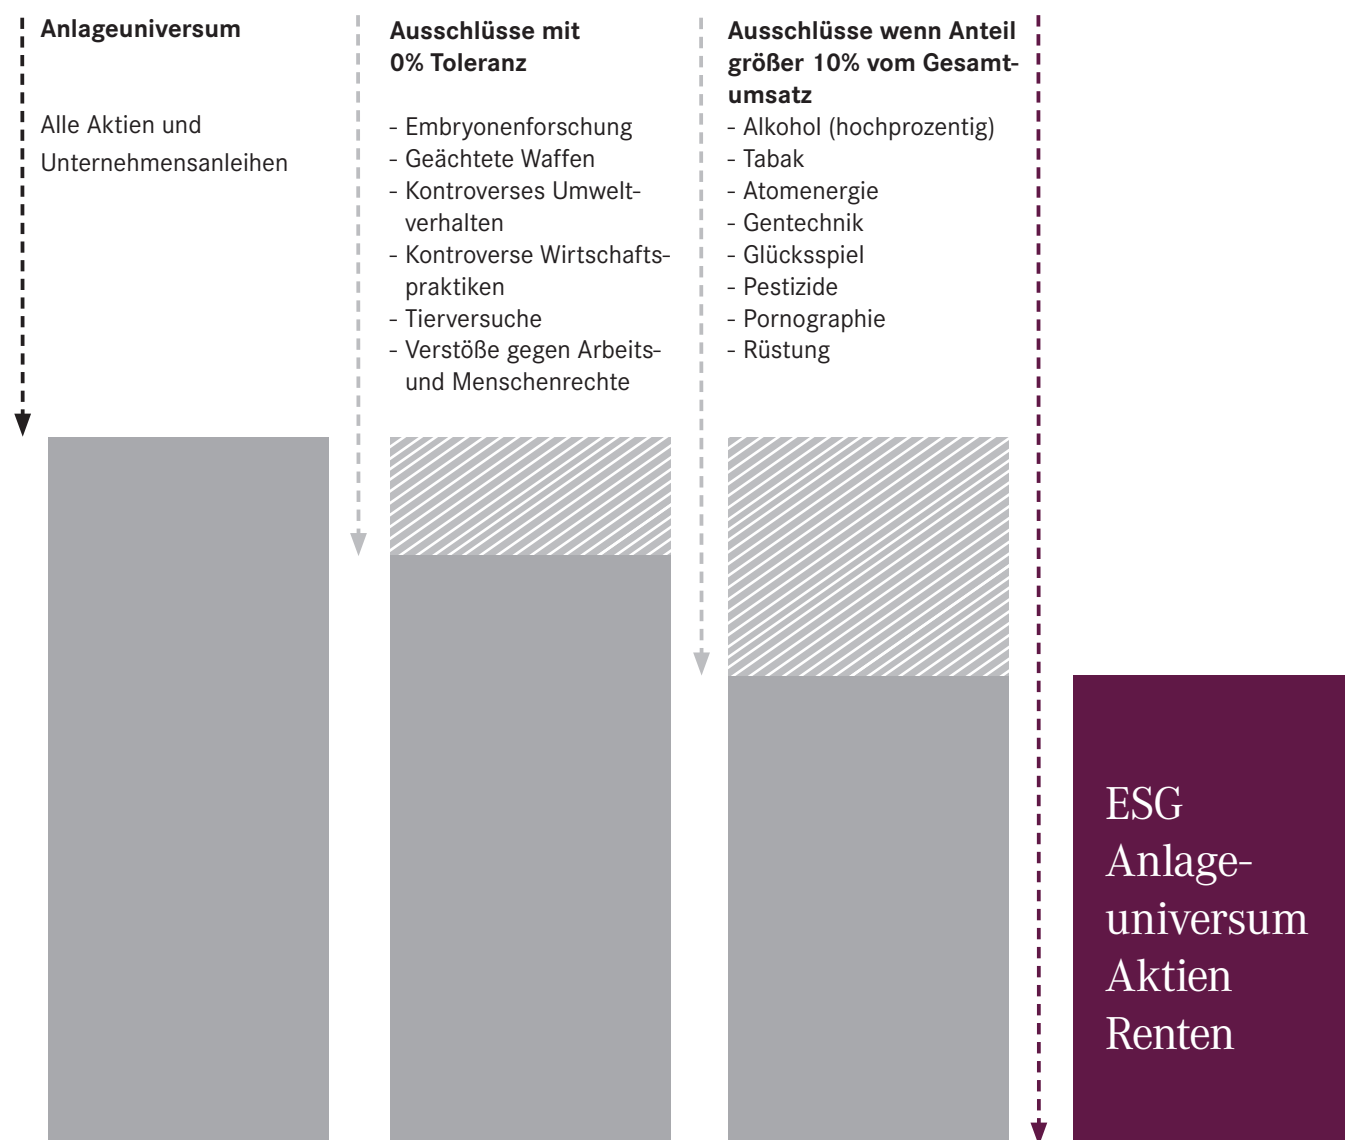 Anlageuniversum
Alle Aktien und
Unternehmensanleihen
Ausschlüsse mit
0% Toleranz
- Embryonenforschung
- Geächtete Waffen
- Kontroverses Umwelt-
verhalten
- Kontroverse Wirtschafts-
praktiken
- Tierversuche
- Verstöße gegen Arbeits-
und Menschenrechte
Ausschlüsse wenn Anteil
größer 10% vom Gesamt-
umsatz
- Alkohol (hochprozentig)
- Tabak
- Atomenergie
- Gentechnik
- Glücksspiel
- Pestizide
- Pornographie
- Rüstung
ESG
Anlage-
universum
Aktien
Renten